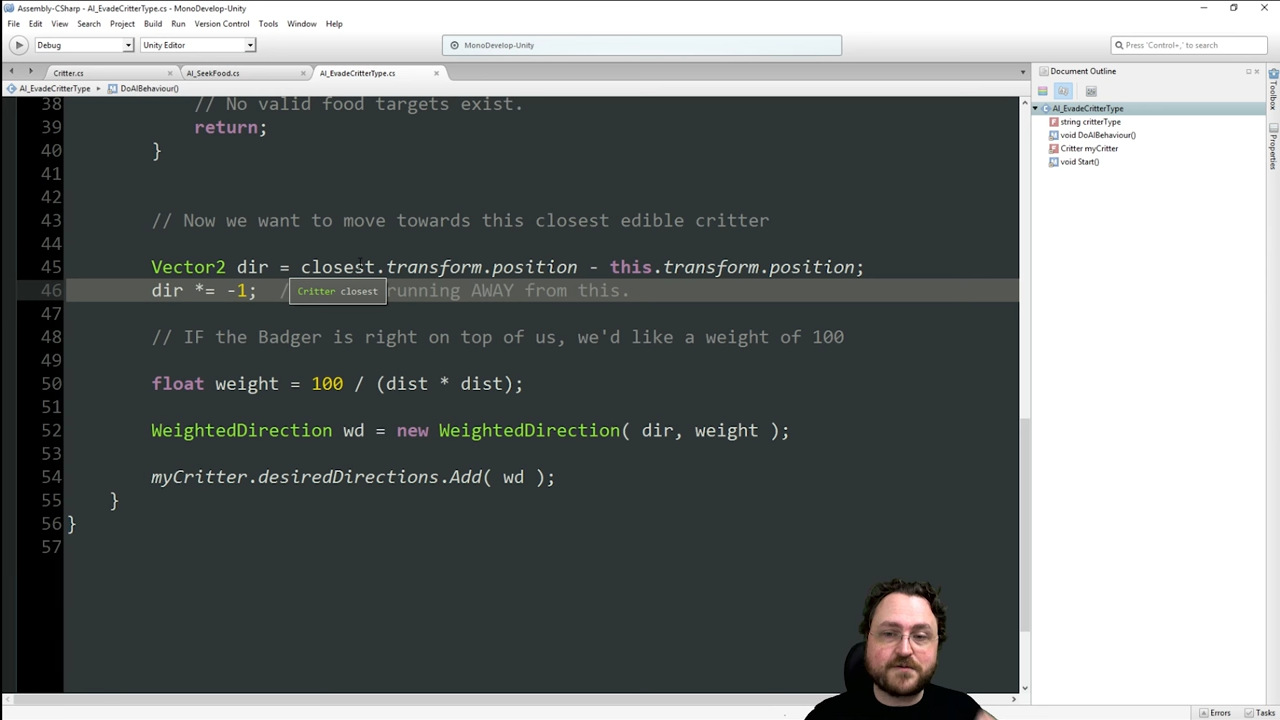 Assembly-CSharp - AI_EvadeCritterType.cs - MonoDevelop-Unity
File Edit View Search Project Build Run Version Control Tools Window Help
Debug Unity Editor MonoDevelop-Unity Press 'Control+,' to search
Critter.cs AI_SeekFood.cs AI_EvadeCritterType.cs
AI_EvadeCritterType DoAIBehaviour()
38 // No valid food targets exist.
39 return;
40 }
41
42
43 // Now we want to move towards this closest edible critter
44
45 Vector2 dir = closest.transform.position - this.transform.position;
46 dir *= -1; / running AWAY from this.
Critter closest
48 // IF the Badger is right on top of us, we'd like a weight of 100
49
50 float weight = 100 / (dist * dist);
51
52 WeightedDirection wd = new WeightedDirection( dir, weight );
53
54 myCritter.desiredDirections.Add( wd );
55 }
56 }
57
Document Outline
AI_EvadeCritterType
string critterType
void DoAIBehaviour()
Critter myCritter
void Start()
Toolbox
Properties
Errors Tasks